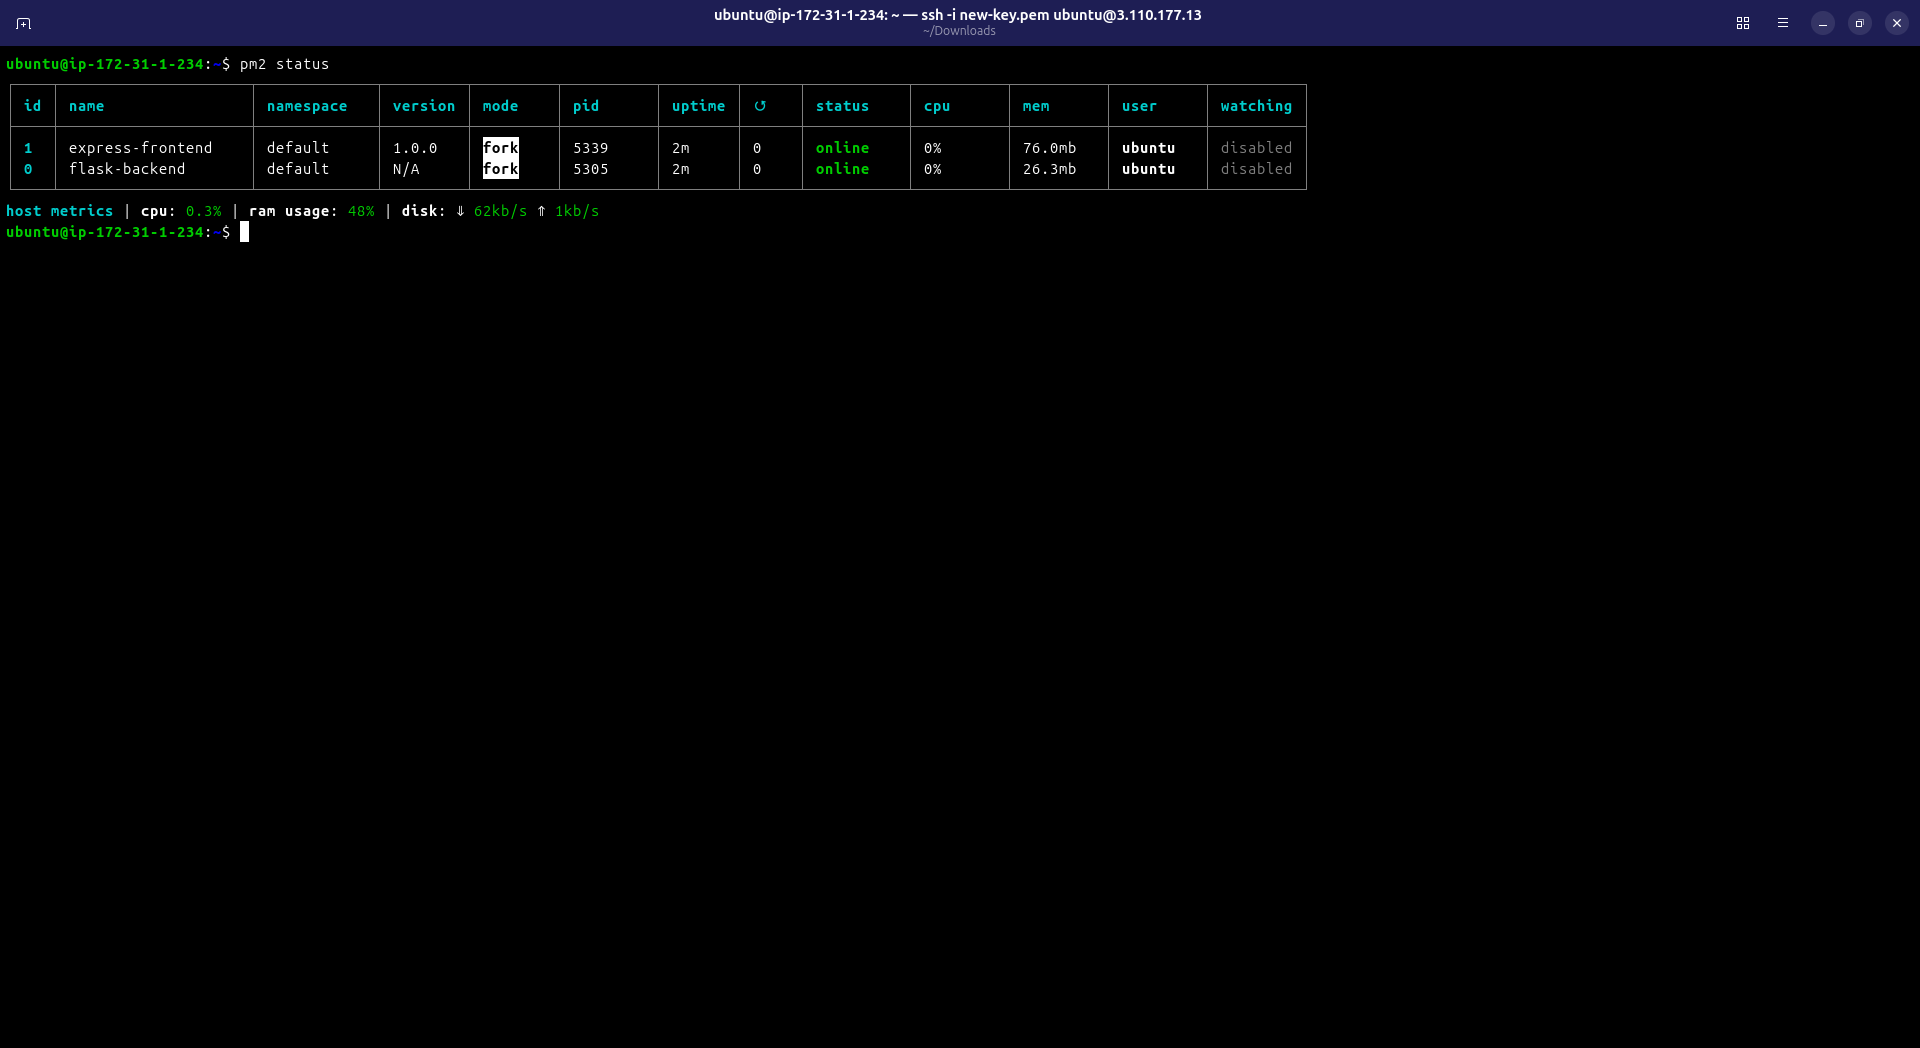 ubuntu@ip-172-31-1-234: ~ — ssh -i new-key.pem ubuntu@3.110.177.13
~/Downloads
ubuntu@ip-172-31-1-234:~$ pm2 status
id name namespace version mode pid uptime ↺ status cpu mem user watching
1 express-frontend default 1.0.0 fork 5339 2m 0 online 0% 76.0mb ubuntu disabled
0 flask-backend default N/A fork 5305 2m 0 online 0% 26.3mb ubuntu disabled
host metrics | cpu: 0.3% | ram usage: 48% | disk: ⇓ 62kb/s ⇑ 1kb/s
ubuntu@ip-172-31-1-234:~$